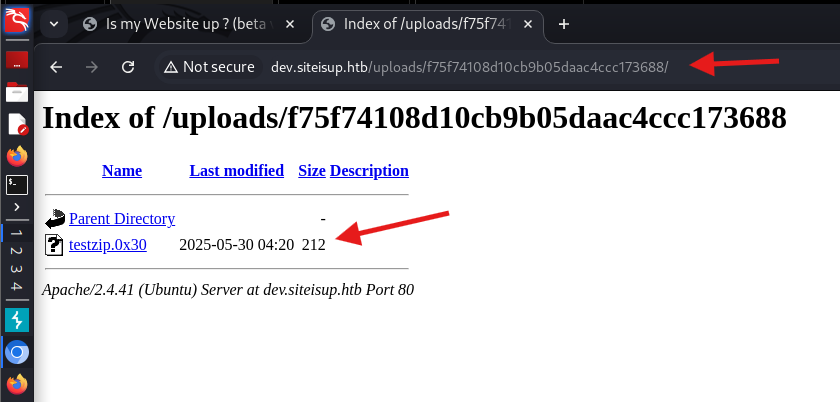 Is my Website up ? (beta
Index of /uploads/f75f741
Not secure
dev.siteisup.htb/uploads/f75f74108d10cb9b05daac4ccc173688/
Index of /uploads/f75f74108d10cb9b05daac4ccc173688
Name Last modified Size Description
Parent Directory -
testzip.0x30 2025-05-30 04:20 212
Apache/2.4.41 (Ubuntu) Server at dev.siteisup.htb Port 80
1
2
3
4